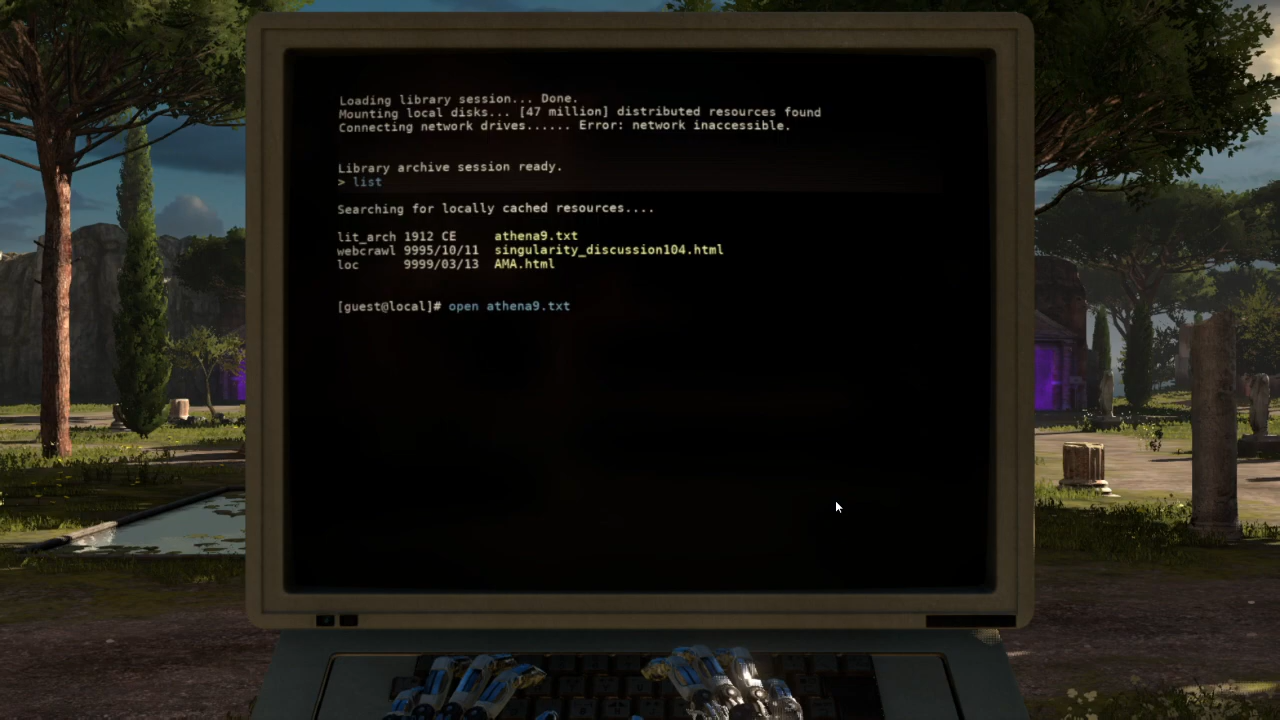 Loading library session... Done.
Mounting local disks... [47 million] distributed resources found
Connecting network drives...... Error: network inaccessible.
Library archive session ready.
> list
Searching for locally cached resources....
lit_arch 1912 CE athena9.txt
webcrawl 9995/10/11 singularity_discussion104.html
loc 9999/03/13 AMA.html
[guest@local]# open athena9.txt